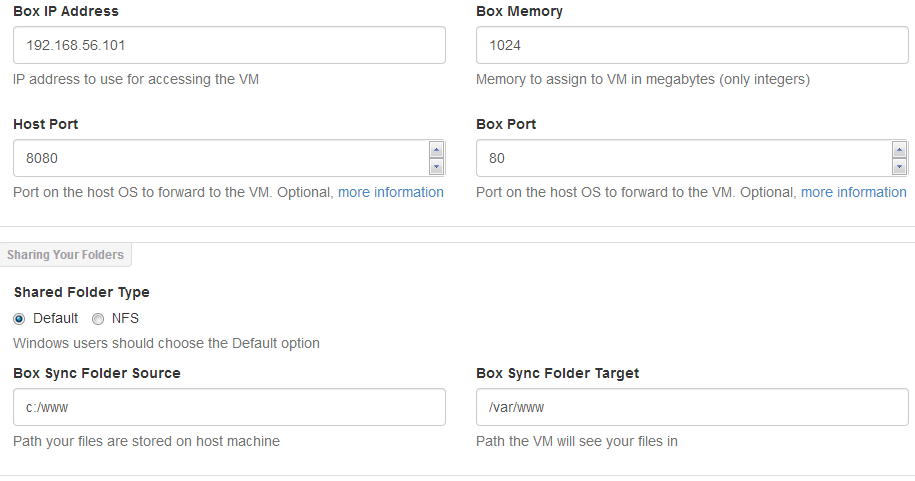 Box IP Address
Box Memory
192.168.56.101
1024
IP address to use for accessing the VM
Memory to assign to VM in megabytes (only integers)
Host Port
Box Port
8080
80
Port on the host OS to forward to the VM. Optional, more information
Port on the host OS to forward to the VM. Optional, more information
Sharing Your Folders
Shared Folder Type
Default NFS
Windows users should choose the Default option
Box Sync Folder Source
Box Sync Folder Target
c:/www
/var/www
Path your files are stored on host machine
Path the VM will see your files in